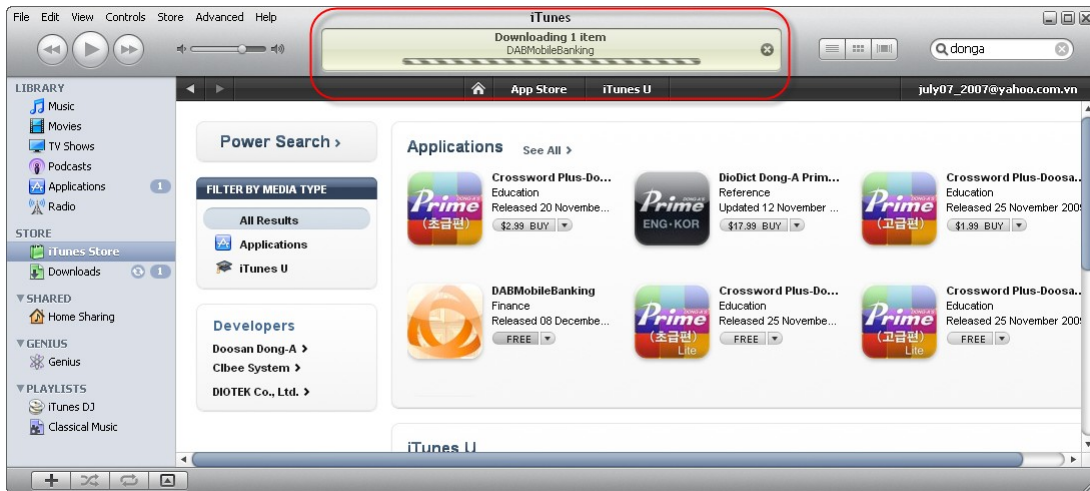 File Edit View Controls Store Advanced Help
iTunes
Downloading 1 item
DABMobileBanking
donga
LIBRARY
Music
Movies
TV Shows
Podcasts
Applications 1
Radio
STORE
iTunes Store
Downloads 1
SHARED
Home Sharing
GENIUS
Genius
PLAYLISTS
iTunes DJ
Classical Music
App Store iTunes U july07_2007@yahoo.com.vn
Power Search >
FILTER BY MEDIA TYPE
All Results
Applications
iTunes U
Developers
Doosan Dong-A >
Clbee System >
DIOTEK Co., Ltd. >
Applications See All >
Prime
(초급편)
Crossword Plus-Do...
Education
Released 20 Novembe...
$2.99 BUY
Prime
ENG·KOR
DioDict Dong-A Prim...
Reference
Updated 12 November ...
$17.99 BUY
Prime
(고급편)
Crossword Plus-Doosa..
Education
Released 25 November 200
$1.99 BUY
DABMobileBanking
Finance
Released 08 Decembe...
FREE
Prime
(초급편)
Lite
Crossword Plus-Do...
Education
Released 25 Novembe...
FREE
Prime
(고급편)
Lite
Crossword Plus-Doosa..
Education
Released 25 November 200
FREE
iTunes U